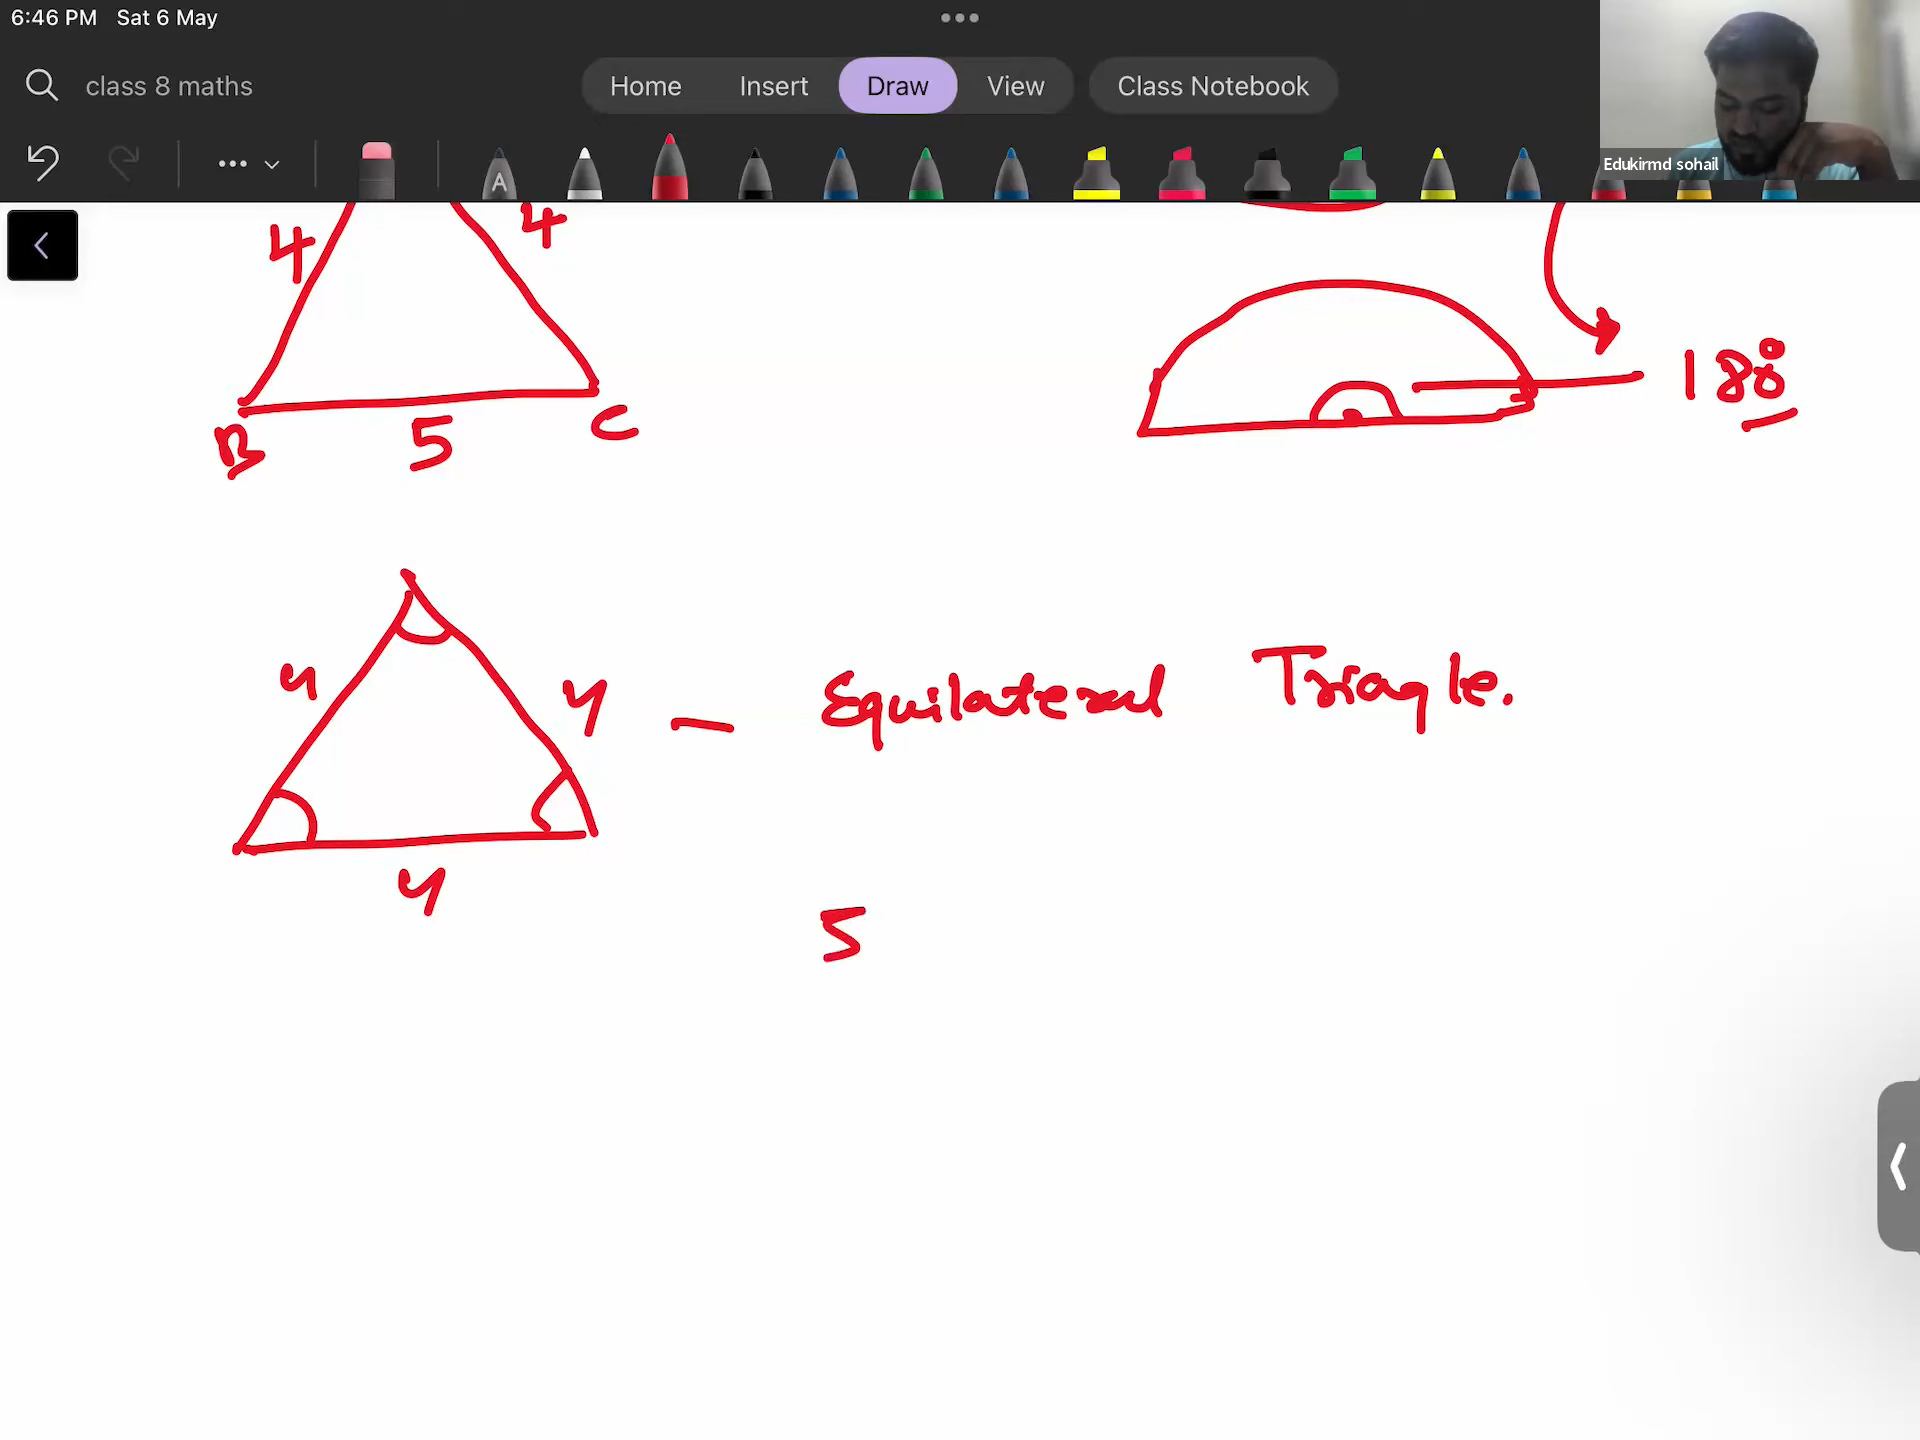 6:46 PM Sat 6 May
class 8 maths
Home Insert Draw View Class Notebook
A
Edukirmd sohail
4 4
180°
B 5 C
4 4 - Equilateral Triagle.
4
5